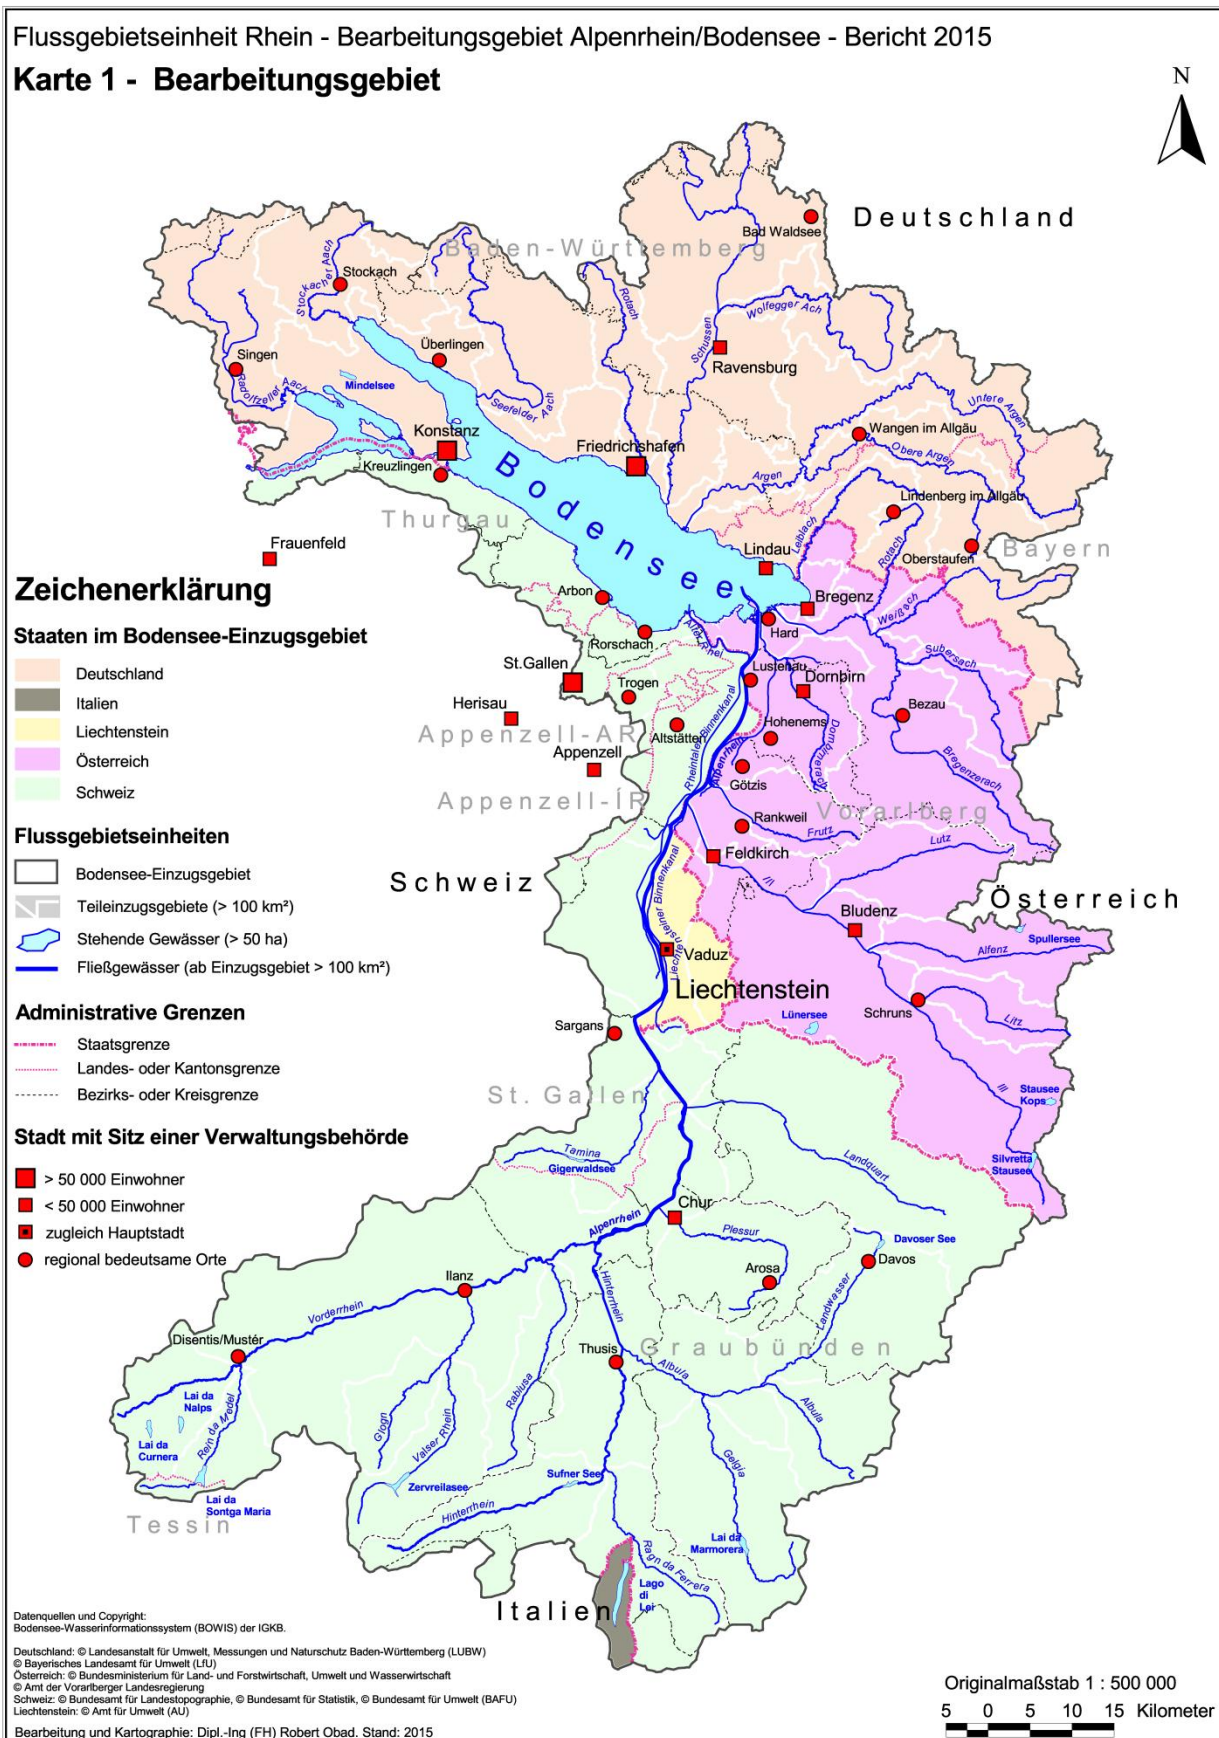 Flussgebietseinheit Rhein - Bearbeitungsgebiet Alpenrhein/Bodensee - Bericht 2015
Karte 1 - Bearbeitungsgebiet
N
Deutschland
Bad Waldsee
Baden-Württemberg
Stockacher Aach
Stockach
Rotach
Wolfegger Ach
Schussen
Überlingen
Ravensburg
Singen
Radolfzeller Aach
Mindelsee
Seefelder Aach
Untere Argen
Konstanz
Friedrichshafen
Wangen im Allgäu
Obere Argen
Kreuzlingen
Bodensee
Argen
Lindenberg im Allgäu
Thurgau
Leiblach
Rotach
Frauenfeld
Lindau
Oberstaufen
Bayern
Zeichenerklärung
Arbon
Bregenz
Weißach
Staaten im Bodensee-Einzugsgebiet
Rorschach
Alter Rhei
Hard
Subersach
Deutschland
St.Gallen
Lustenau
Dornbirn
Italien
Trogen
Herisau
Bezau
Liechtenstein
Appenzell-AR
Altstätten
Rheintaler Binnenkanal
Hohenems
Dornbirnerach
Österreich
Appenzell
Alpenrhein
Bregenzerach
Schweiz
Appenzell-ÍR
Götzis
Vorarlberg
Flussgebietseinheiten
Rankweil
Frutz
Lutz
Bodensee-Einzugsgebiet
Schweiz
Liechtensteiner Binnenkanal
Feldkirch
Ill
Österreich
Teileinzugsgebiete (> 100 km²)
Bludenz
Stehende Gewässer (> 50 ha)
Vaduz
Spullersee
Alfenz
Fließgewässer (ab Einzugsgebiet > 100 km²)
Liechtenstein
Administrative Grenzen
Sargans
Lünersee
Schruns
Litz
Staatsgrenze
Landes- oder Kantonsgrenze
Bezirks- oder Kreisgrenze
St. Gallen
Ill
Stausee
Kops
Stadt mit Sitz einer Verwaltungsbehörde
Tamina
Gigerwaldsee
Landquart
Silvretta
Stausee
> 50 000 Einwohner
< 50 000 Einwohner
Chur
zugleich Hauptstadt
Alpenrhein
Plessur
Davoser See
regional bedeutsame Orte
Ilanz
Hinterrhein
Arosa
Davos
Landwasser
Vorderrhein
Disentis/Mustér
Thusis
Graubünden
Albula
Rabiusa
Lai da
Nalps
Rein da Medel
Glogn
Valser Rhein
Albula
Lai da
Curnera
Gelgia
Zervreilasee
Sufner See
Lai da
Sontga Maria
Hinterrhein
Tessin
Lai da
Marmorera
Ragn da Ferrera
Lago
di
Lei
Italien
Datenquellen und Copyright:
Bodensee-Wasserinformationssystem (BOWIS) der IGKB.
Deutschland: © Landesanstalt für Umwelt, Messungen und Naturschutz Baden-Württemberg (LUBW)
© Bayerisches Landesamt für Umwelt (LfU)
Österreich: © Bundesministerium für Land- und Forstwirtschaft, Umwelt und Wasserwirtschaft
© Amt der Vorarlberger Landesregierung
Schweiz: © Bundesamt für Landestopographie, © Bundesamt für Statistik, © Bundesamt für Umwelt (BAFU)
Liechtenstein: © Amt für Umwelt (AU)
Bearbeitung und Kartographie: Dipl.-Ing (FH) Robert Obad. Stand: 2015
Originalmaßstab 1 : 500 000
5 0 5 10 15 Kilometer